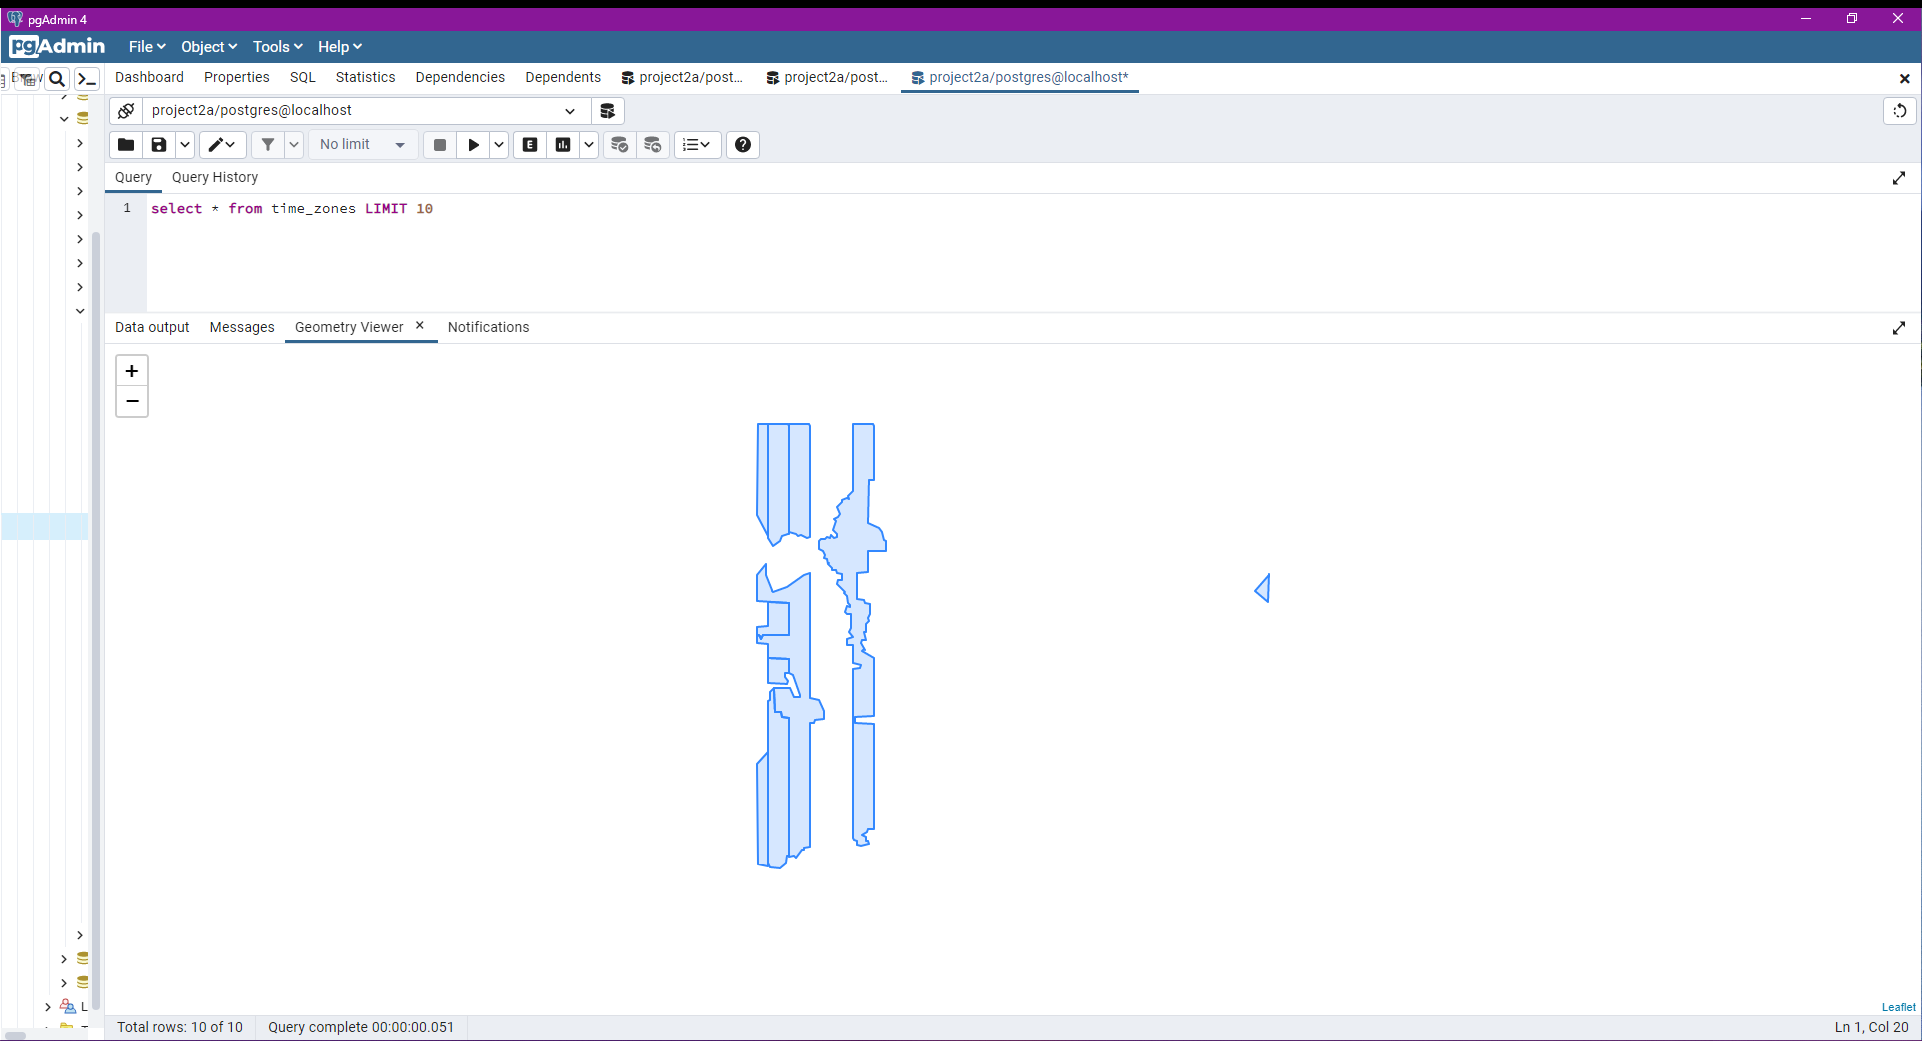 pgAdmin 4
pgAdmin File Object Tools Help
Dashboard Properties SQL Statistics Dependencies Dependents project2a/post... project2a/post... project2a/postgres@localhost*
project2a/postgres@localhost
No limit E
Query Query History
1 select * from time_zones LIMIT 10
Data output Messages Geometry Viewer Notifications
+
−
L
Leaflet
Total rows: 10 of 10 Query complete 00:00:00.051 Ln 1, Col 20